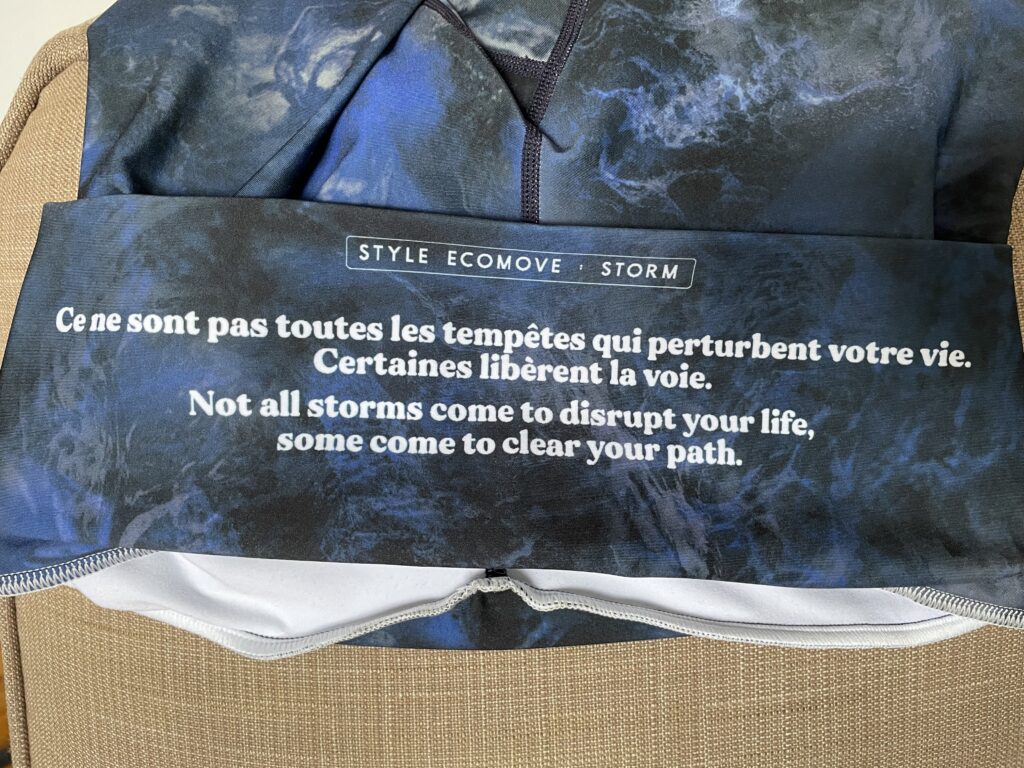 STYLE ECOMOVE : STORM
Ce ne sont pas toutes les tempêtes qui perturbent votre vie.
Certaines libèrent la voie.
Not all storms come to disrupt your life,
some come to clear your path.